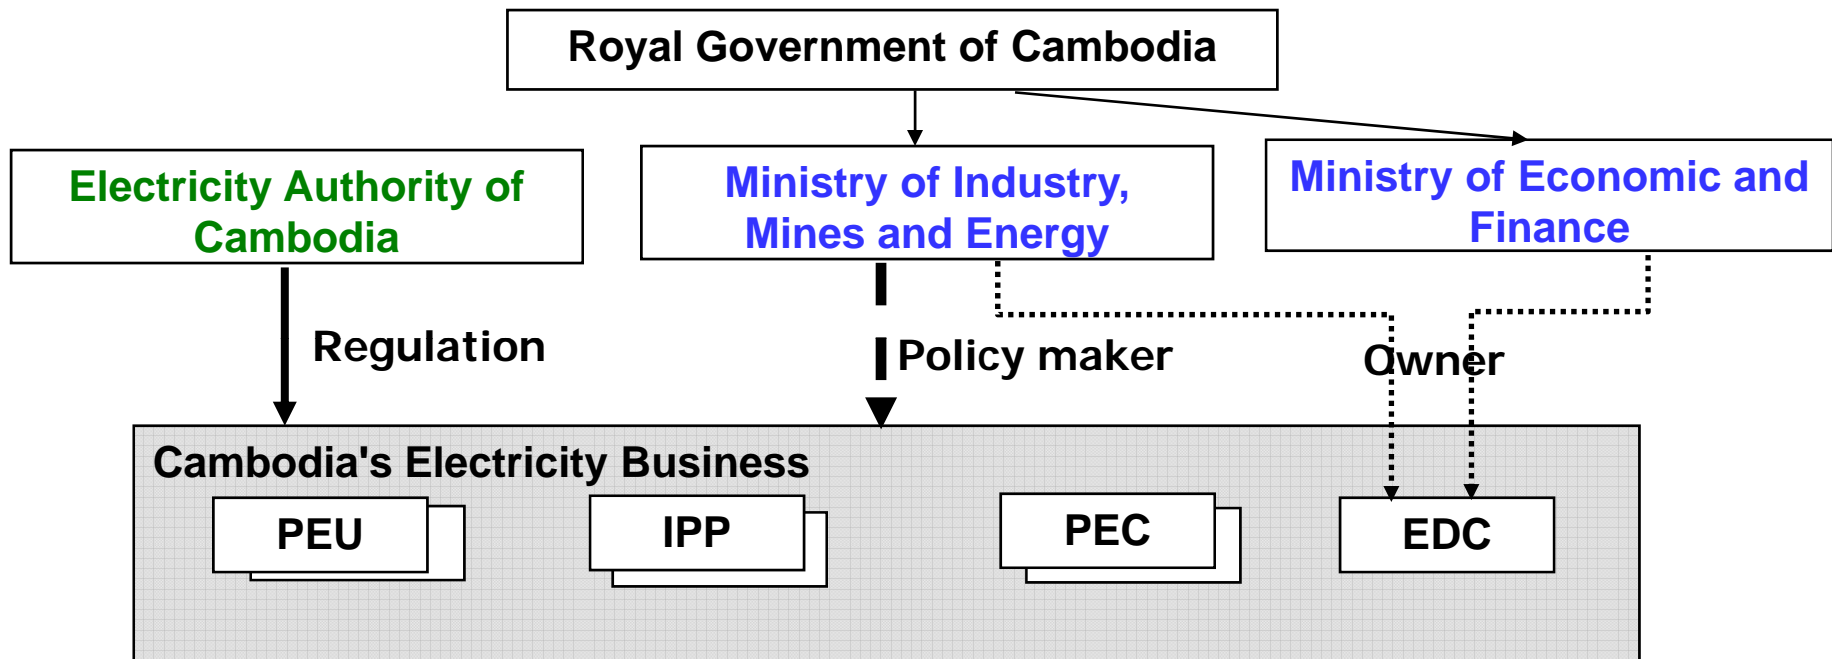 Royal Government of Cambodia
Electricity Authority of
Cambodia
Ministry of Industry,
Mines and Energy
Ministry of Economic and
Finance
Regulation
Policy maker
Owner
Cambodia's Electricity Business
PEU
IPP
PEC
EDC